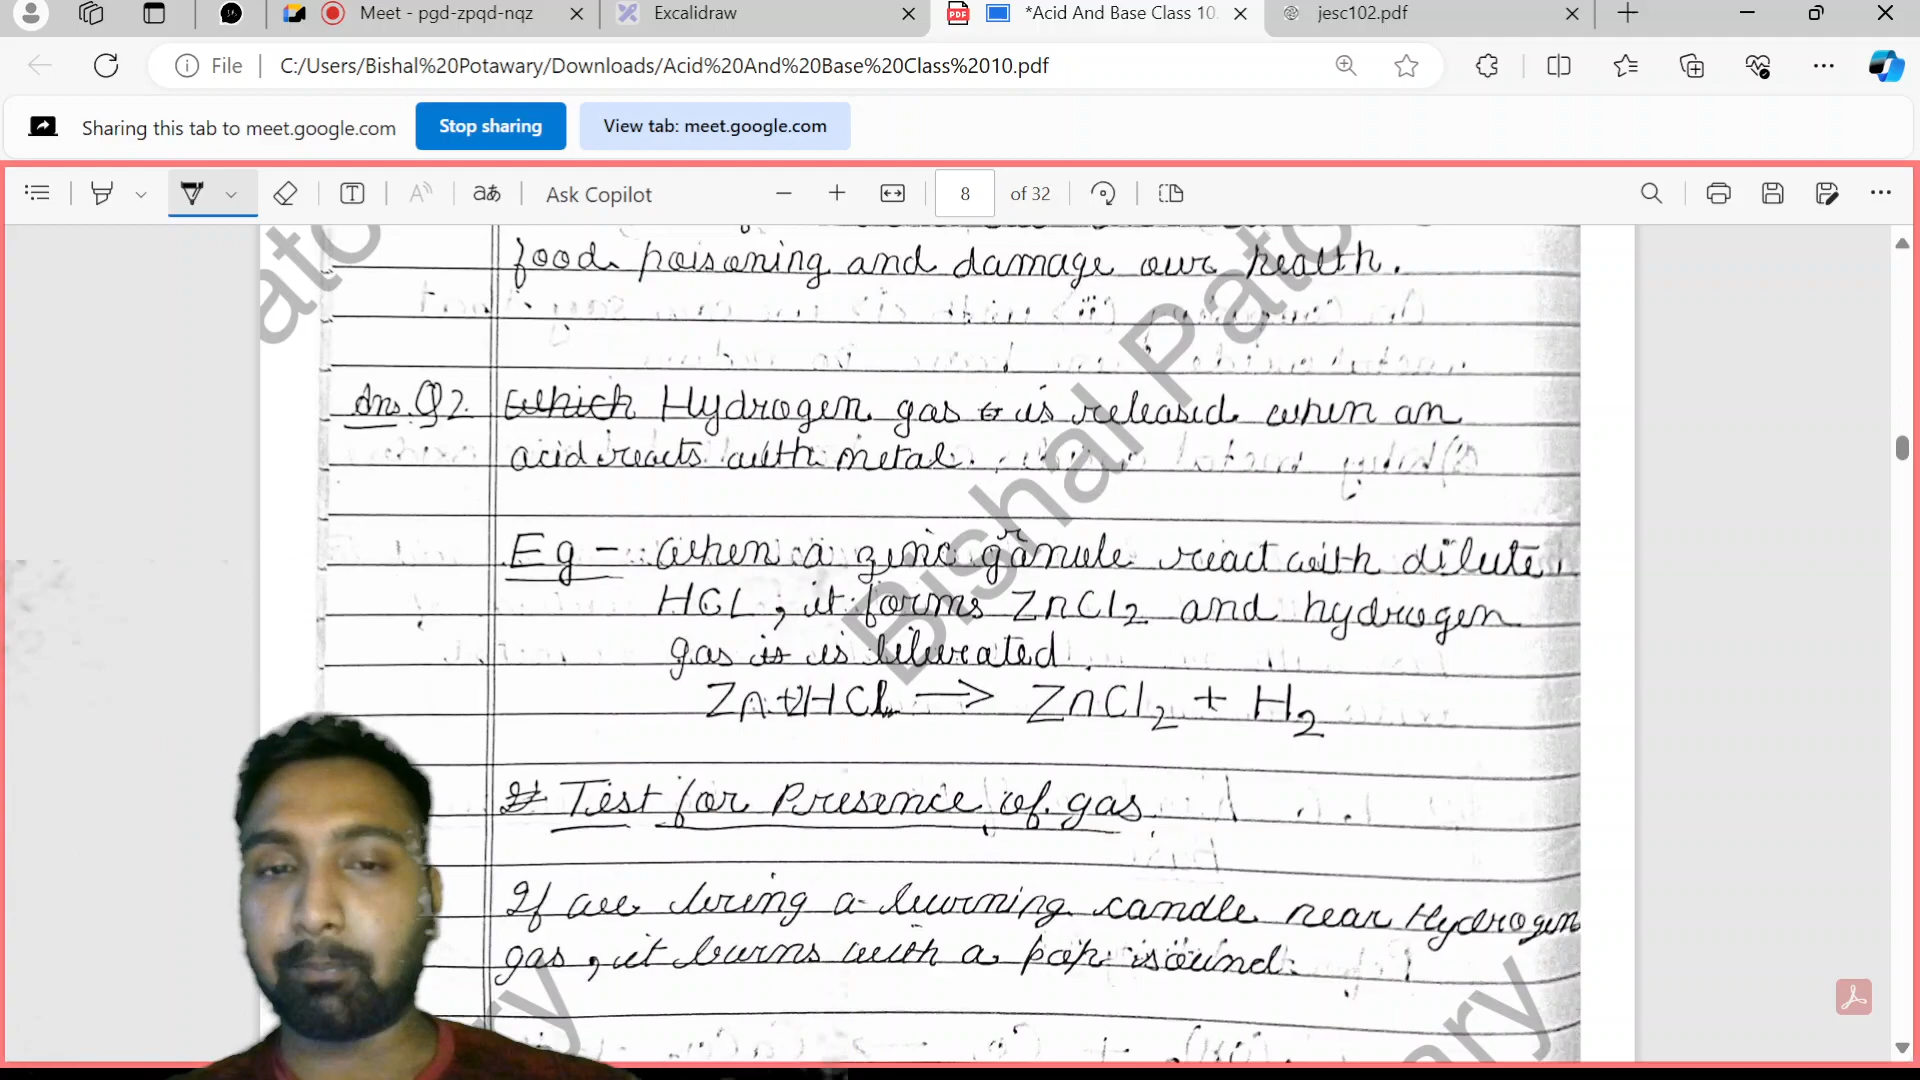 Meet - pgd-zpqd-nqz
Excalidraw
*Acid And Base Class 10.
jesc102.pdf
File
C:/Users/Bishal%20Potawary/Downloads/Acid%20And%20Base%20Class%2010.pdf
Sharing this tab to meet.google.com
Stop sharing
View tab: meet.google.com
Ask Copilot
8 of 32
food poisoning and damage our health.
Ans. Q2. Which Hydrogen gas is released when an
acid reacts with metal.
Eg - when a zinc granule react with dilute
HCL, it forms ZnCl2 and hydrogen
gas is is liberated.
Zn + 2HCl → ZnCl2 + H2
# Test for Presence of gas
If we bring a burning candle near Hydrogen
gas, it burns with a pop sound.
Bishal Pato